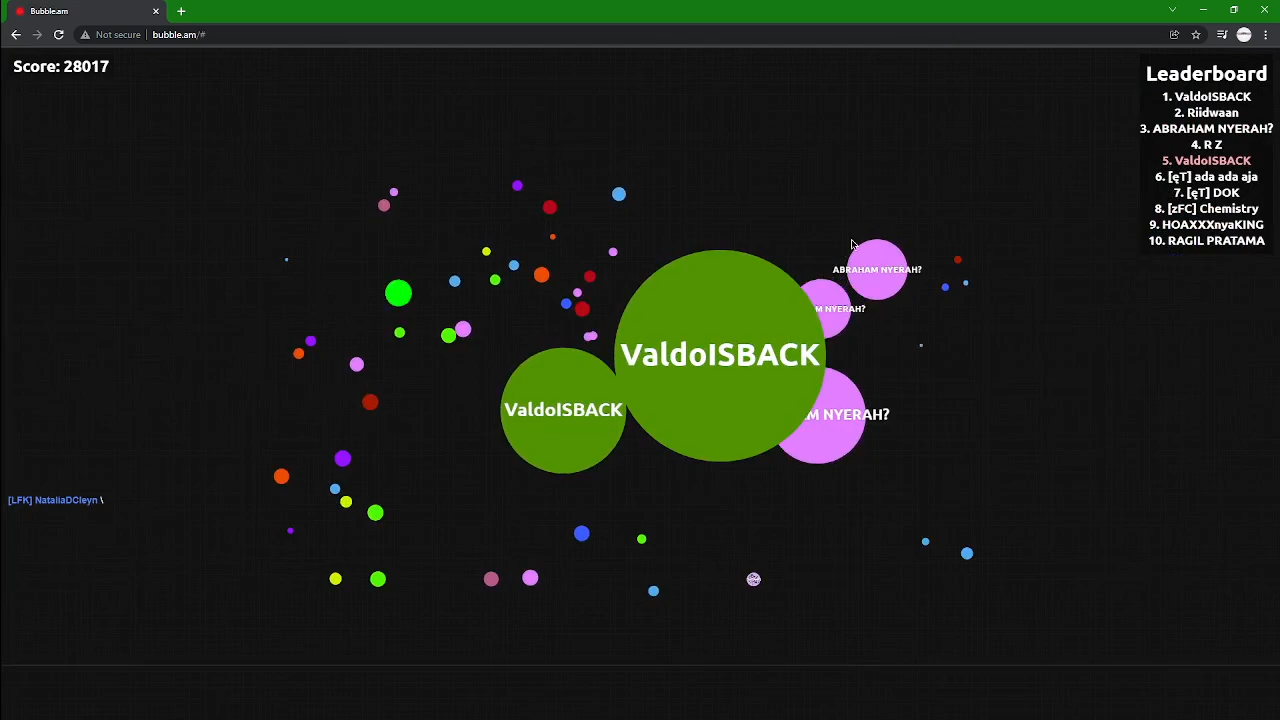 Bubble.am
Not secure
bubble.am/#
Score: 28017
Leaderboard
1. ValdoISBACK
2. Riidwaan
3. ABRAHAM NYERAH?
4. R Z
5. ValdoISBACK
6. [ęT] ada ada aja
7. [ęT] DOK
8. [zFC] Chemistry
9. HOAXXXnyaKING
10. RAGIL PRATAMA
ABRAHAM NYERAH?
M NYERAH?
ValdoISBACK
ValdoISBACK
M NYERAH?
[LFK] NataliaDCleyn \